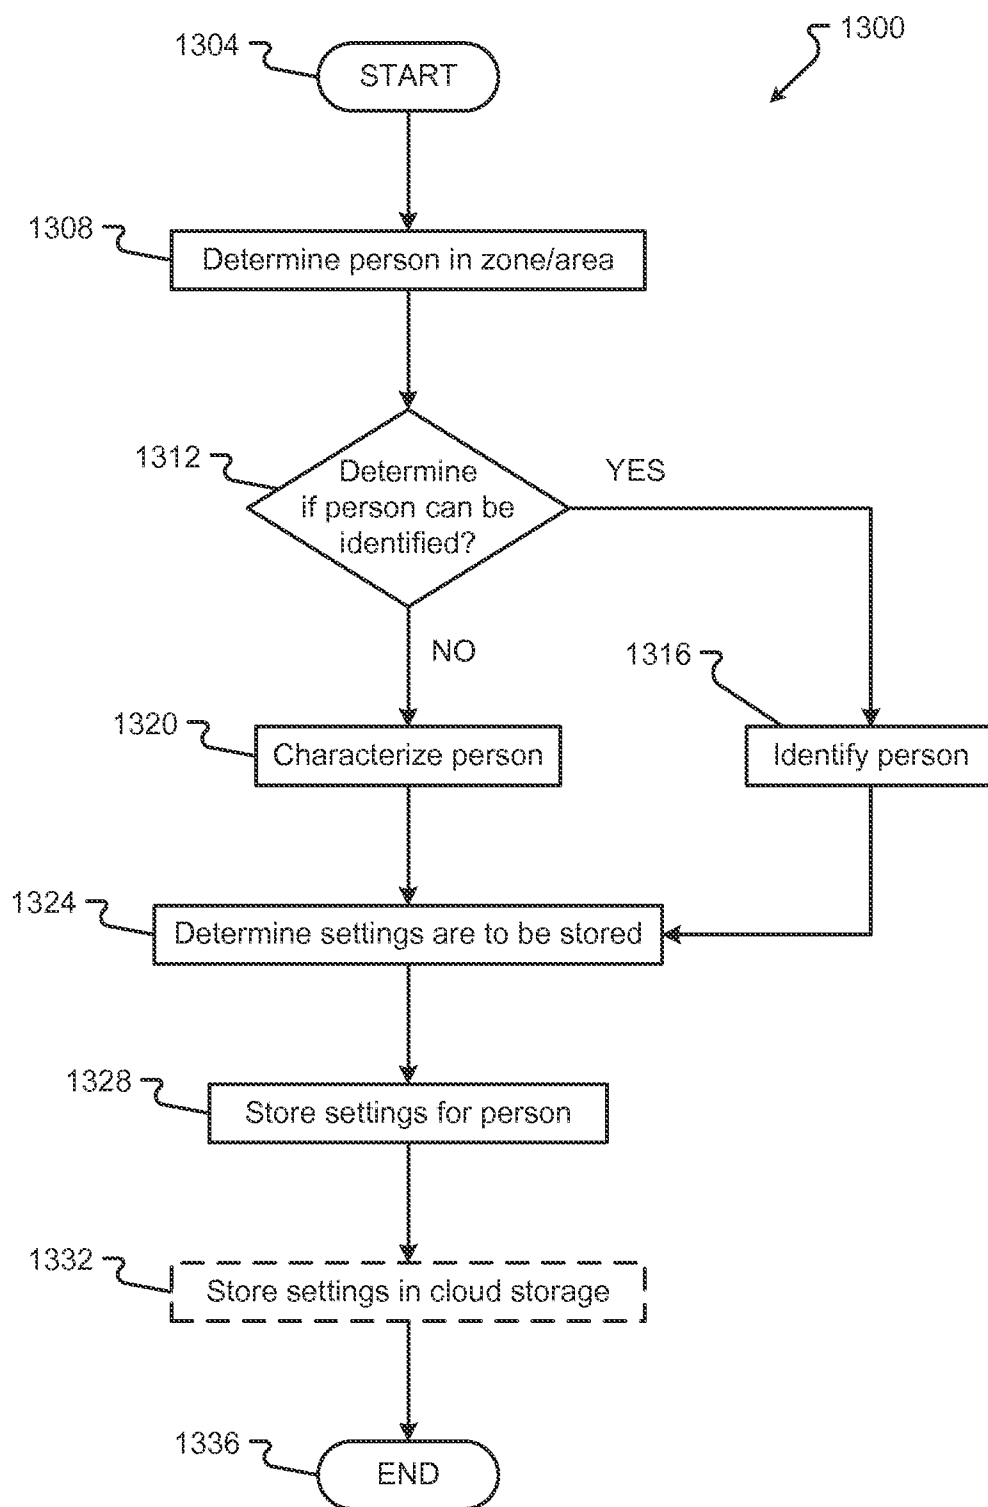 1300
1304
START
1308
Determine person in zone/area
1312
Determine
if person can be
identified?
YES
NO
1316
1320
Characterize person
Identify person
1324
Determine settings are to be stored
1328
Store settings for person
1332
Store settings in cloud storage
1336
END